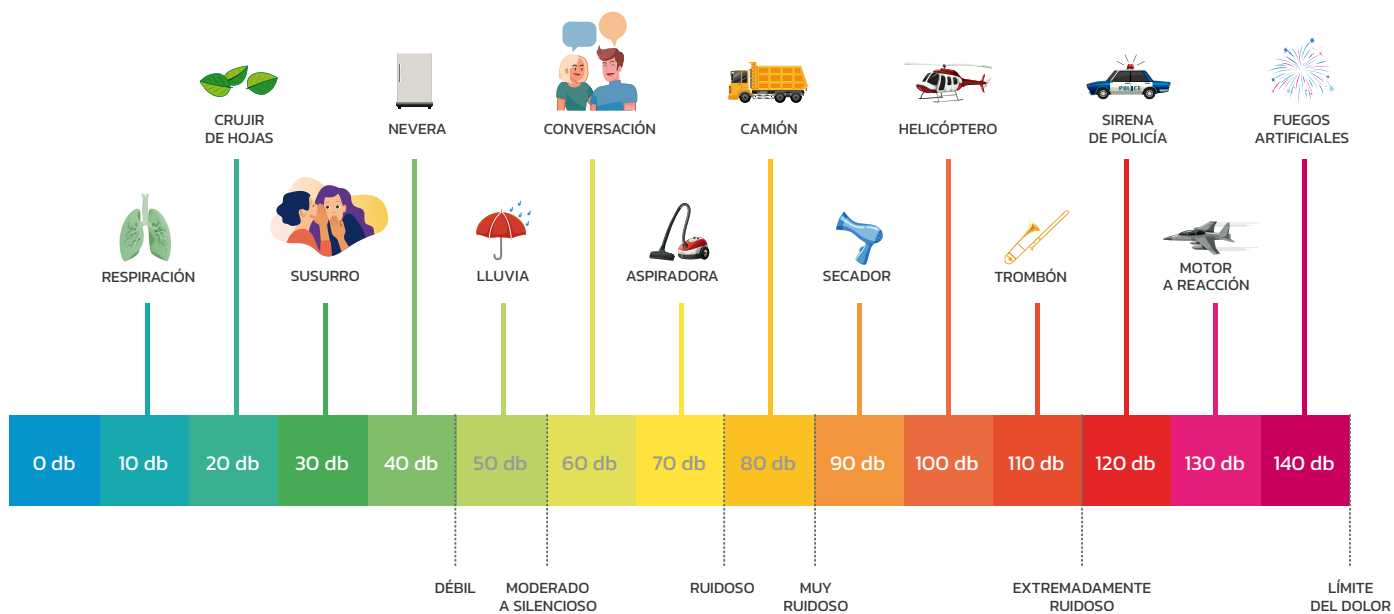 CRUJIR
DE HOJAS
NEVERA
CONVERSACIÓN
CAMIÓN
HELICÓPTERO
POLICE
SIRENA
DE POLICÍA
FUEGOS
ARTIFICIALES
RESPIRACIÓN
SUSURRO
LLUVIA
ASPIRADORA
SECADOR
TROMBÓN
MOTOR
A REACCIÓN
0 db
10 db
20 db
30 db
40 db
50 db
60 db
70 db
80 db
90 db
100 db
110 db
120 db
130 db
140 db
DÉBIL
MODERADO
A SILENCIOSO
RUIDOSO
MUY
RUIDOSO
EXTREMADAMENTE
RUIDOSO
LÍMITE
DEL DOLOR